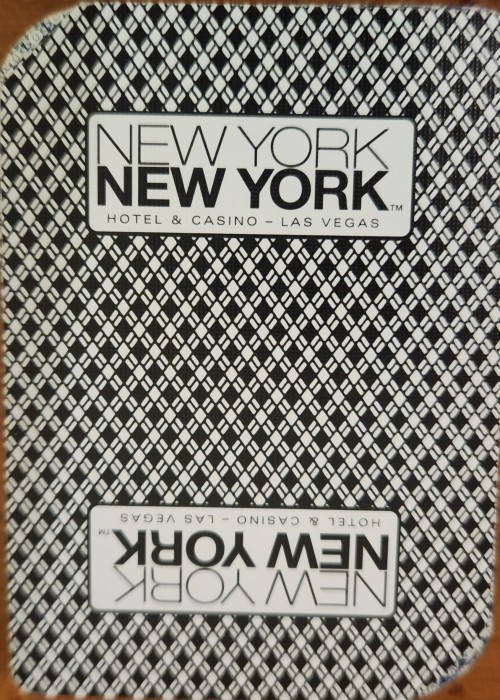 NEW YORK
NEW YORK™
HOTEL & CASINO – LAS VEGAS
HOTEL & CASINO – LAS VEGAS
NEW YORK™
NEW YORK